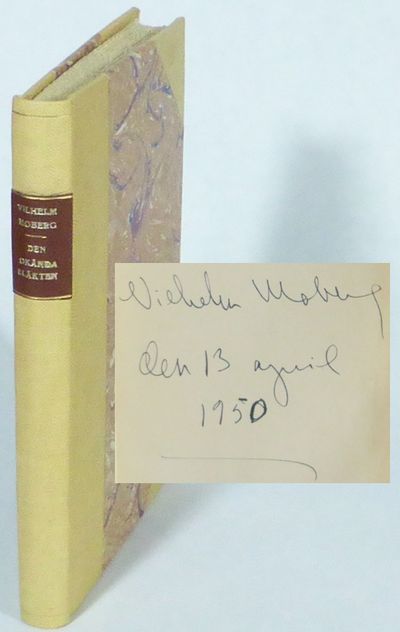 VILHELM
MOBERG
DEN
OKÄNDA
SLÄKTEN
Vilhelm Moberg
den 13 april
1950